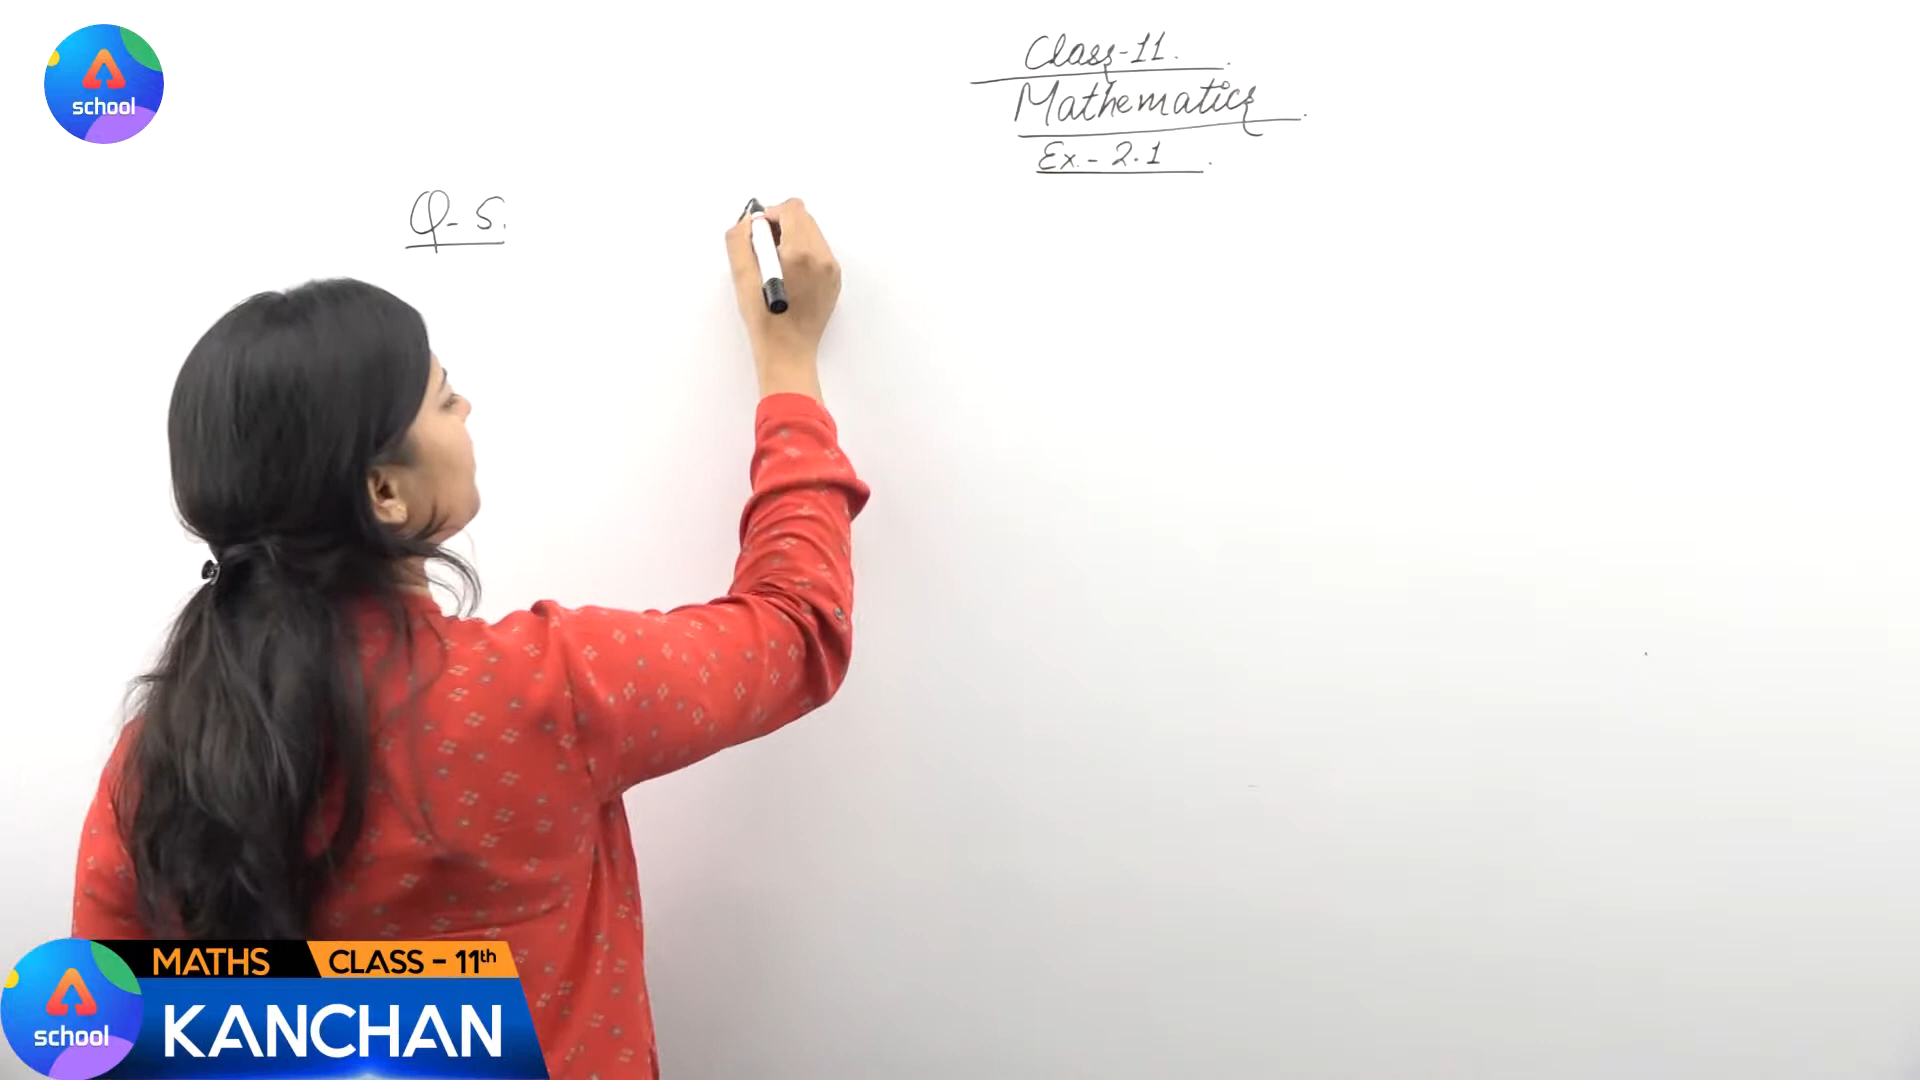 school
Class-11.
Mathematics.
Ex.- 2.1.
Q-5.
MATHS CLASS - 11th
school
KANCHAN